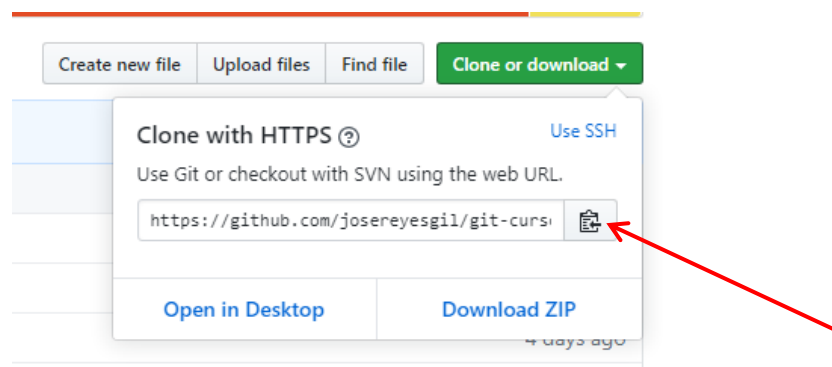 Create new file Upload files Find file Clone or download
Clone with HTTPS Use SSH
Use Git or checkout with SVN using the web URL.
https://github.com/josereyesgil/git-curs
Open in Desktop Download ZIP
4 days ago